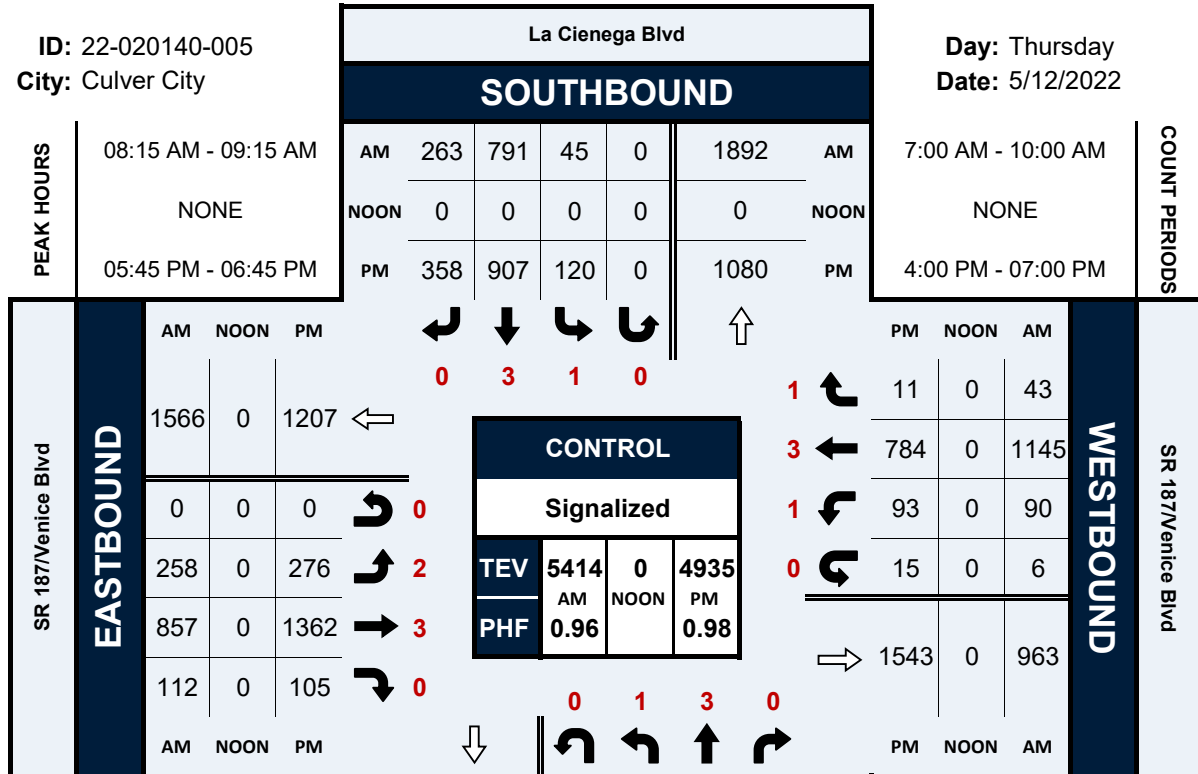 La Cienega Blvd
ID: 22-020140-005
Day: Thursday
City: Culver City
Date: 5/12/2022
SOUTHBOUND
PEAK HOURS
08:15 AM - 09:15 AM
AM 263 791 45 0 1892 AM
7:00 AM - 10:00 AM
COUNT PERIODS
NONE
NOON 0 0 0 0 0 NOON
NONE
05:45 PM - 06:45 PM
PM 358 907 120 0 1080 PM
4:00 PM - 07:00 PM
SR 187/Venice Blvd
EASTBOUND
AM NOON PM
PM NOON AM
0 3 1 0
1566 0 1207
1 11 0 43
3 784 0 1145
0 0 0 0
1 93 0 90
258 0 276 2
0 15 0 6
857 0 1362 3
112 0 105 0
1543 0 963
CONTROL
Signalized
TEV 5414 0 4935
AM NOON PM
PHF 0.96 0.98
WESTBOUND
SR 187/Venice Blvd
0 1 3 0
AM NOON PM
PM NOON AM